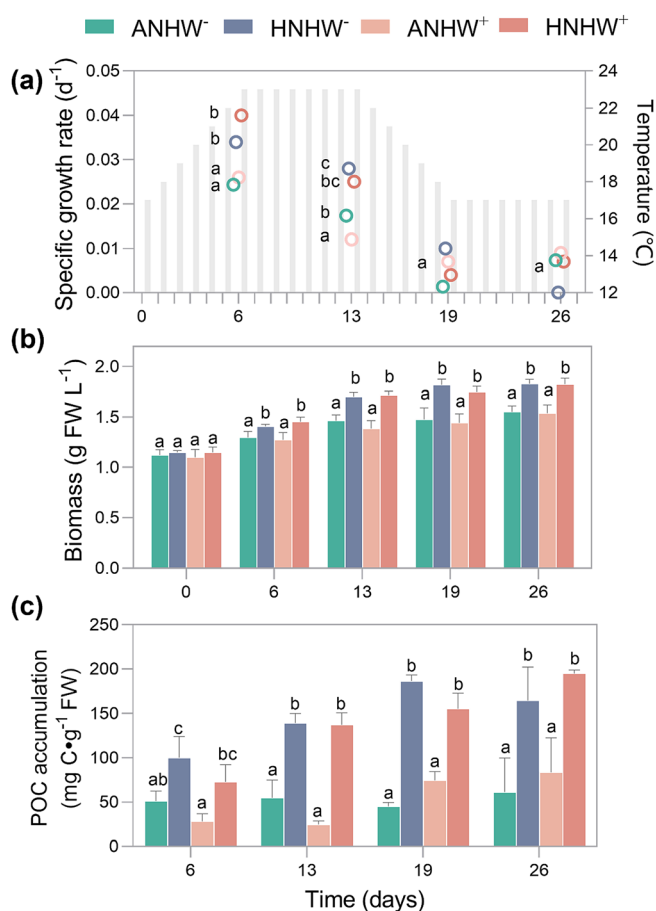 ANHW⁻ HNHW⁻ ANHW⁺ HNHW⁺
(a)
Specific growth rate (d⁻¹)
0.05
0.04
0.03
0.02
0.01
0.00
b
b
a
a
c
bc
b
a
a
a
24
22
20
18
16
14
12
Temperature (℃)
0 6 13 19 26
(b)
Biomass (g FW L⁻¹)
2.0
1.5
1.0
0.5
0.0
a a a a
a b a b
a b a b
a b a b
a b a b
0 6 13 19 26
(c)
POC accumulation
(mg C•g⁻¹ FW)
250
200
150
100
50
0
ab c a bc
a b a b
a b a b
a b a b
6 13 19 26
Time (days)